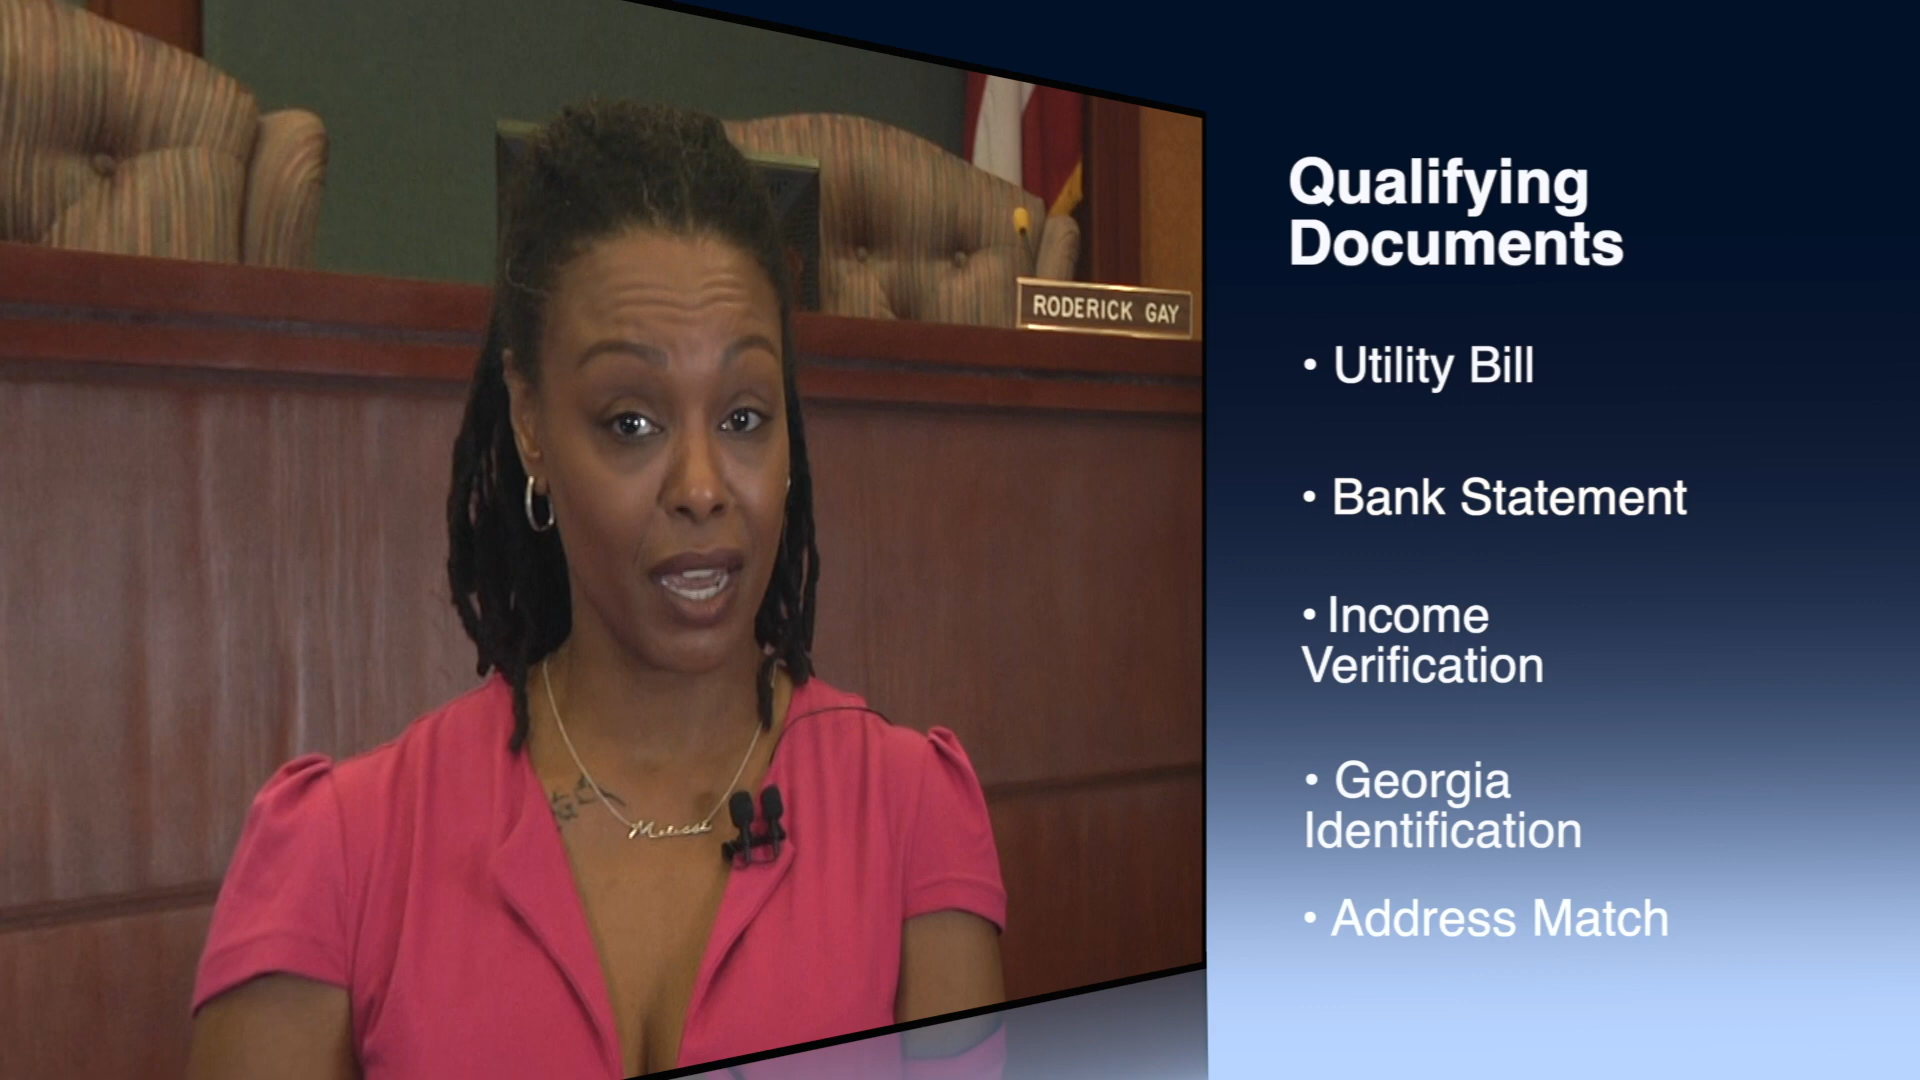 RODERICK GAY
Qualifying
Documents
• Utility Bill
• Bank Statement
• Income
Verification
• Georgia
Identification
• Address Match